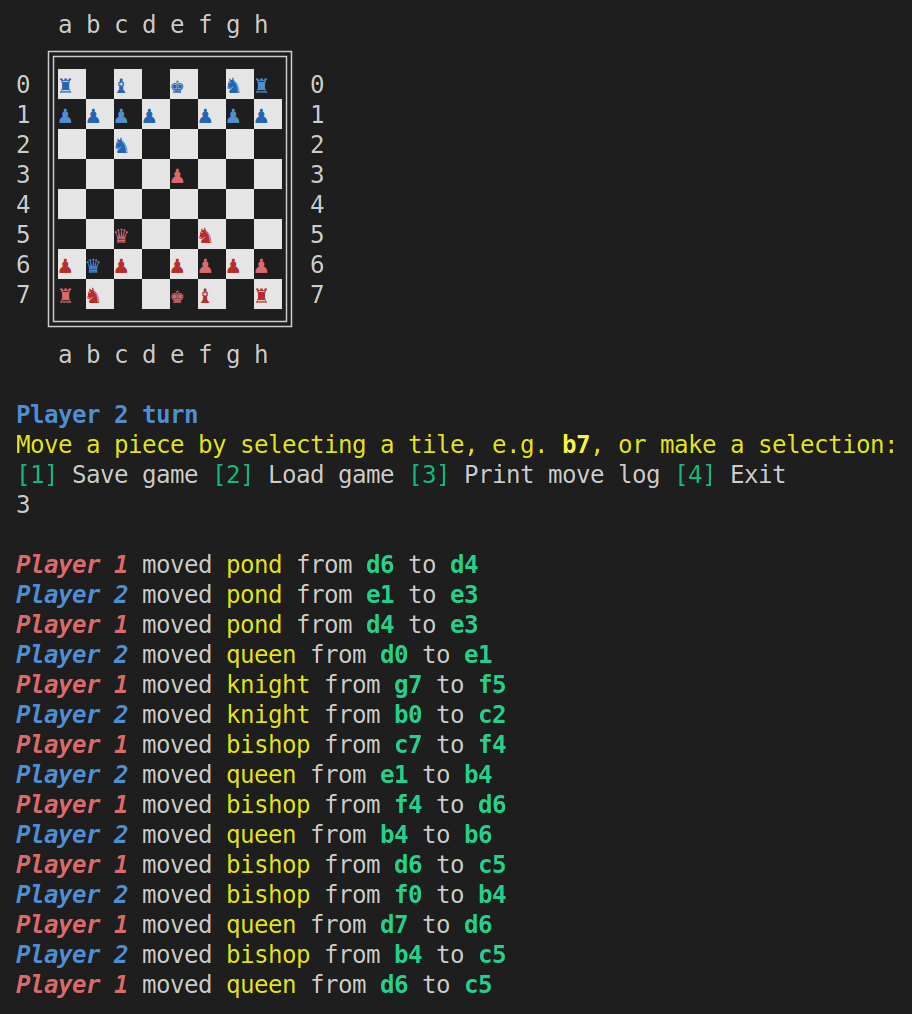 a b c d e f g h
0 ♜ ♝ ♚ ♞ ♜ 0
1 ♟ ♟ ♟ ♟ ♟ ♟ ♟ 1
2 ♞ 2
3 ♟ 3
4 4
5 ♛ ♞ 5
6 ♟ ♛ ♟ ♟ ♟ ♟ ♟ 6
7 ♜ ♞ ♚ ♝ ♜ 7
a b c d e f g h
Player 2 turn
Move a piece by selecting a tile, e.g. b7, or make a selection:
[1] Save game [2] Load game [3] Print move log [4] Exit
3
Player 1 moved pond from d6 to d4
Player 2 moved pond from e1 to e3
Player 1 moved pond from d4 to e3
Player 2 moved queen from d0 to e1
Player 1 moved knight from g7 to f5
Player 2 moved knight from b0 to c2
Player 1 moved bishop from c7 to f4
Player 2 moved queen from e1 to b4
Player 1 moved bishop from f4 to d6
Player 2 moved queen from b4 to b6
Player 1 moved bishop from d6 to c5
Player 2 moved bishop from f0 to b4
Player 1 moved queen from d7 to d6
Player 2 moved bishop from b4 to c5
Player 1 moved queen from d6 to c5